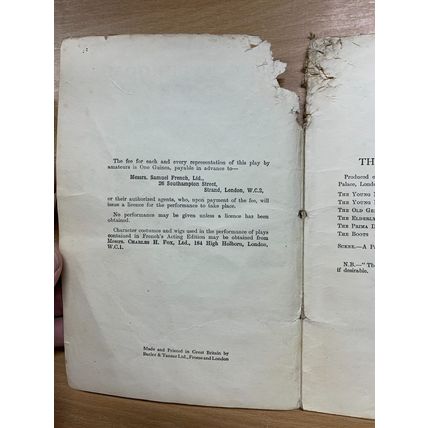 The fee for each and every representation of this play by
amateurs is One Guinea, payable in advance to—
Messrs. Samuel French, Ltd.,
26 Southampton Street,
Strand, London, W.C.2,
or their authorized agents, who, upon payment of the fee, will
issue a licence for the performance to take place.
No performance may be given unless a licence has been
obtained.
Character costumes and wigs used in the performance of plays
contained in French's Acting Edition may be obtained from
Messrs. CHARLES H. FOX, Ltd., 184 High Holborn, London,
W.C.1.
Made and Printed in Great Britain by
Butler & Tanner Ltd., Frome and London
TH
Produced o
Palace, Lond
THE YOUNG
THE YOUNG
THE OLD GE
THE ELDERLY
THE PRIMA D
THE BOOTS
SCENE.—A P
N.B.—" Th
if desirable.